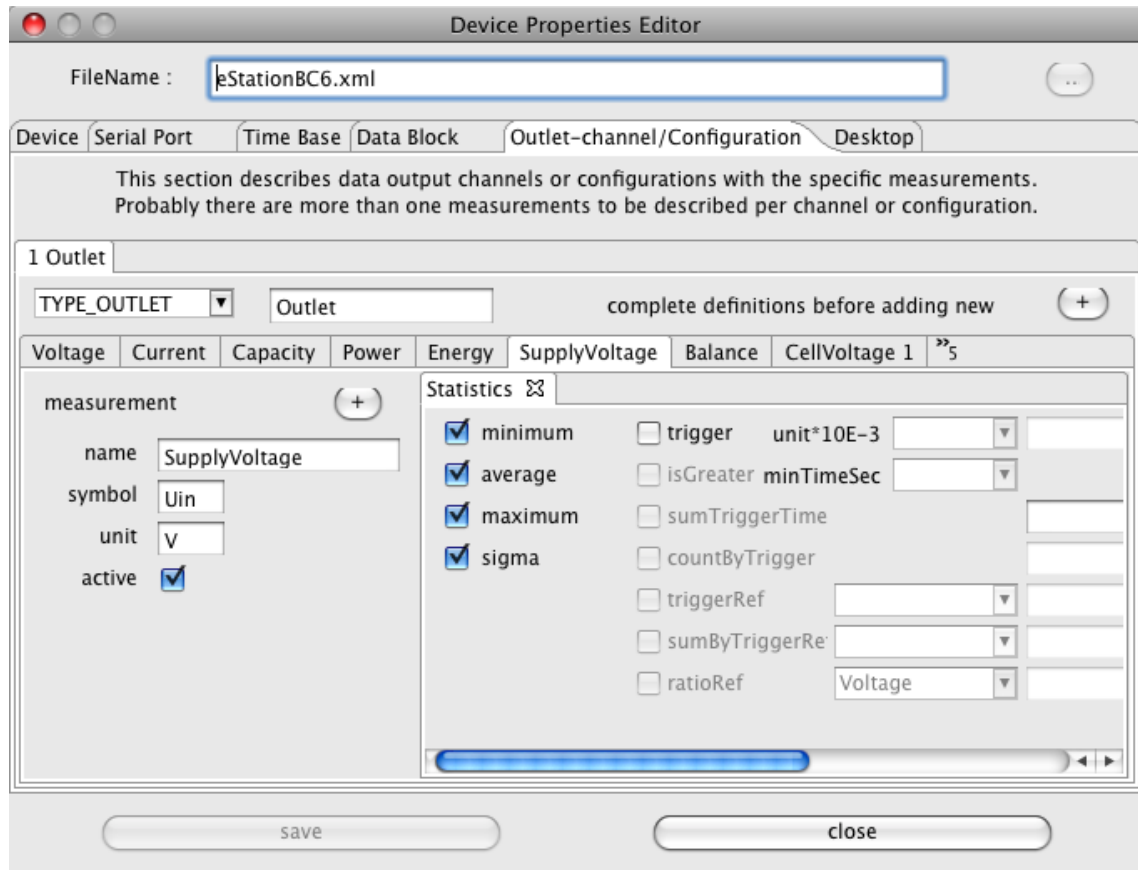 Device Properties Editor
FileName :
eStationBC6.xml
..
Device Serial Port Time Base Data Block Outlet-channel/Configuration Desktop
This section describes data output channels or configurations with the specific measurements.
Probably there are more than one measurements to be described per channel or configuration.
1 Outlet
TYPE_OUTLET Outlet complete definitions before adding new +
Voltage Current Capacity Power Energy SupplyVoltage Balance CellVoltage 1 »5
measurement +
name SupplyVoltage
symbol Uin
unit V
active
Statistics
minimum trigger unit*10E-3
average isGreater minTimeSec
maximum sumTriggerTime
sigma countByTrigger
triggerRef
sumByTriggerRe
ratioRef Voltage
save close